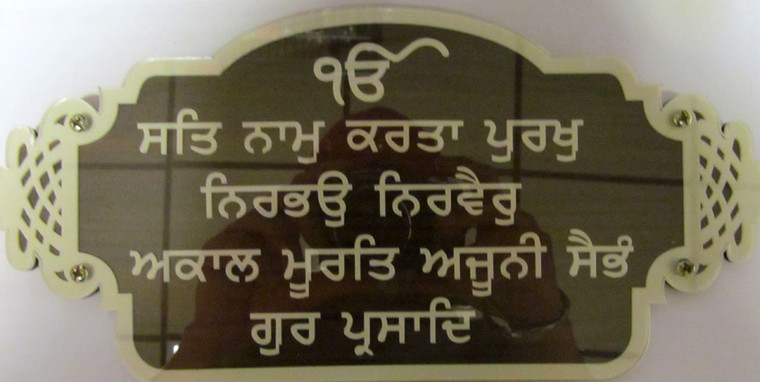 ੴ
ਸਤਿ ਨਾਮੁ ਕਰਤਾ ਪੁਰਖੁ
ਨਿਰਭਉ ਨਿਰਵੈਰੁ
ਅਕਾਲ ਮੂਰਤਿ ਅਜੂਨੀ ਸੈਭੰ
ਗੁਰ ਪ੍ਰਸਾਦਿ